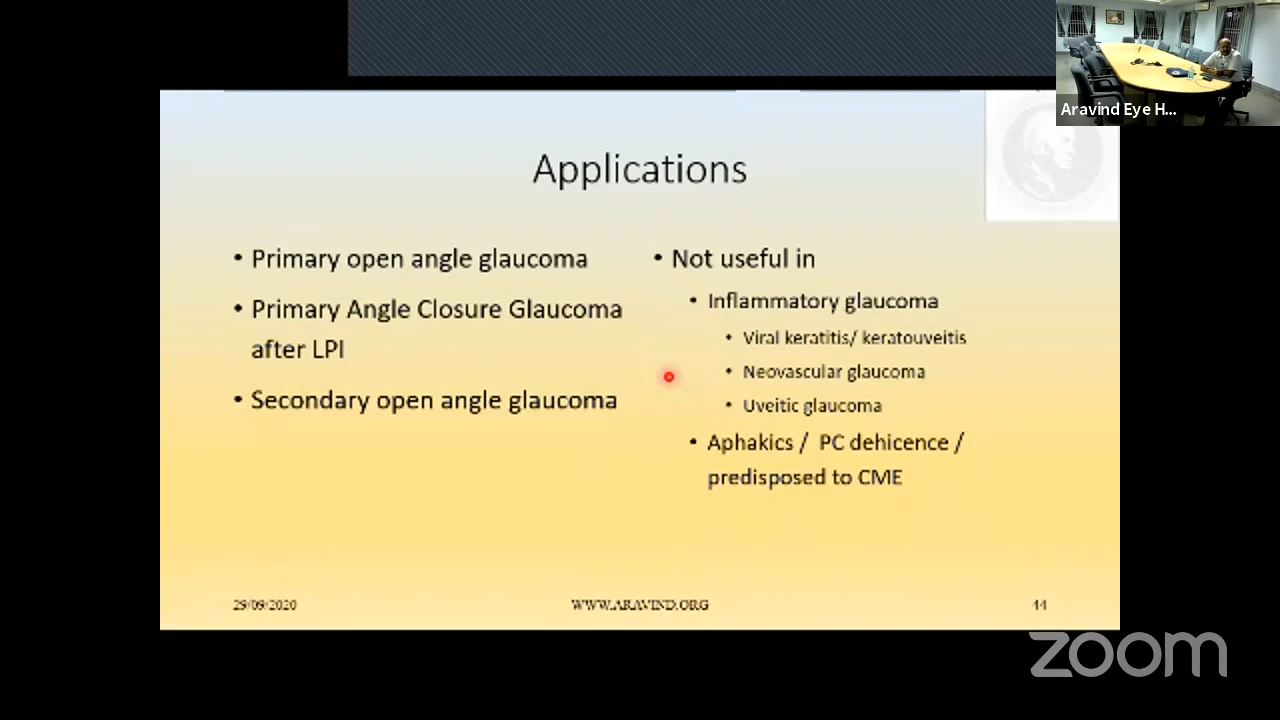 Aravind Eye H...
Applications
• Primary open angle glaucoma
• Primary Angle Closure Glaucoma
after LPI
• Secondary open angle glaucoma
• Not useful in
• Inflammatory glaucoma
• Viral keratitis/ keratouveitis
• Neovascular glaucoma
• Uveitic glaucoma
• Aphakics / PC dehicence /
predisposed to CME
29/09/2020
WWW.ARAVIND.ORG
44
zoom